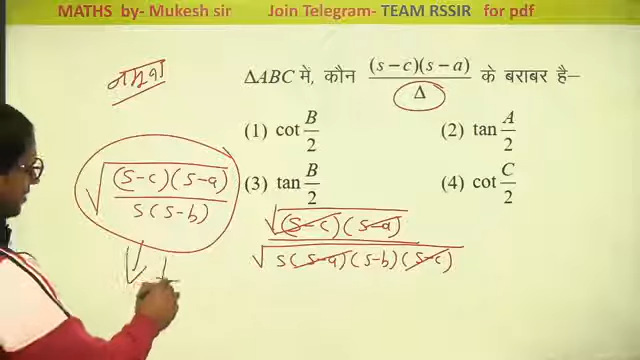 MATHS by- Mukesh sir Join Telegram- TEAM RSSIR for pdf
नमूना
ΔABC में, कौन (s−c)(s−a)/Δ के बराबर है−
(1) cot B/2 (2) tan A/2
(3) tan B/2 (4) cot C/2
√((s−c)(s−a)/s(s−b))
√(s−c)(s−a)
√s(s−a)(s−b)(s−c)